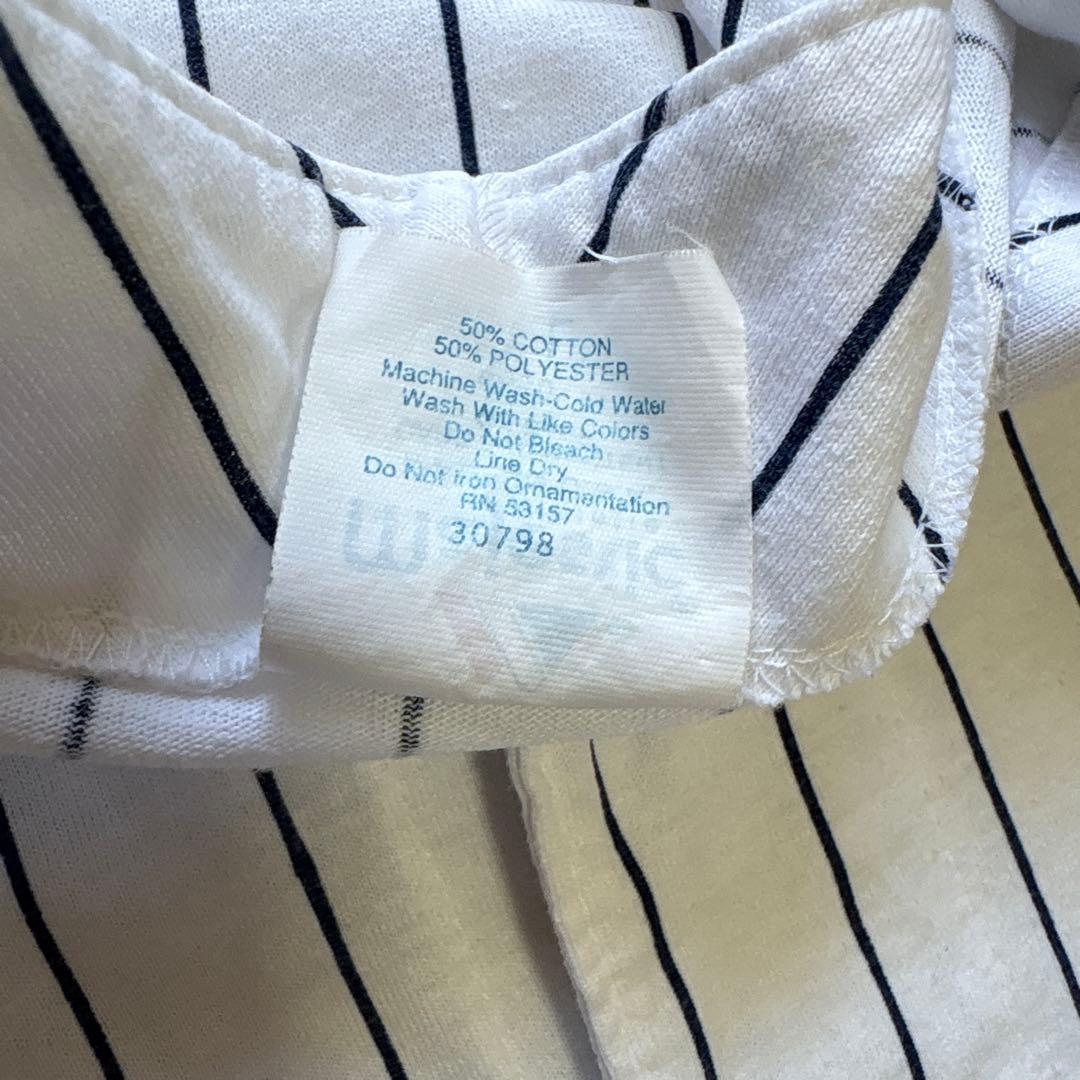 50% COTTON
50% POLYESTER
Machine Wash-Cold Water
Wash With Like Colors
Do Not Bleach
Line Dry
Do Not Iron Ornamentation
RN 53157
30798